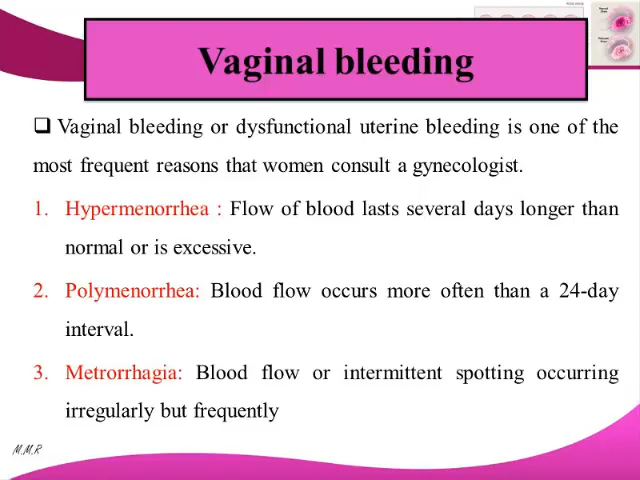 Vaginal bleeding
❑ Vaginal bleeding or dysfunctional uterine bleeding is one of the
most frequent reasons that women consult a gynecologist.
1. Hypermenorrhea : Flow of blood lasts several days longer than
normal or is excessive.
2. Polymenorrhea: Blood flow occurs more often than a 24-day
interval.
3. Metrorrhagia: Blood flow or intermittent spotting occurring
irregularly but frequently
M.M.R